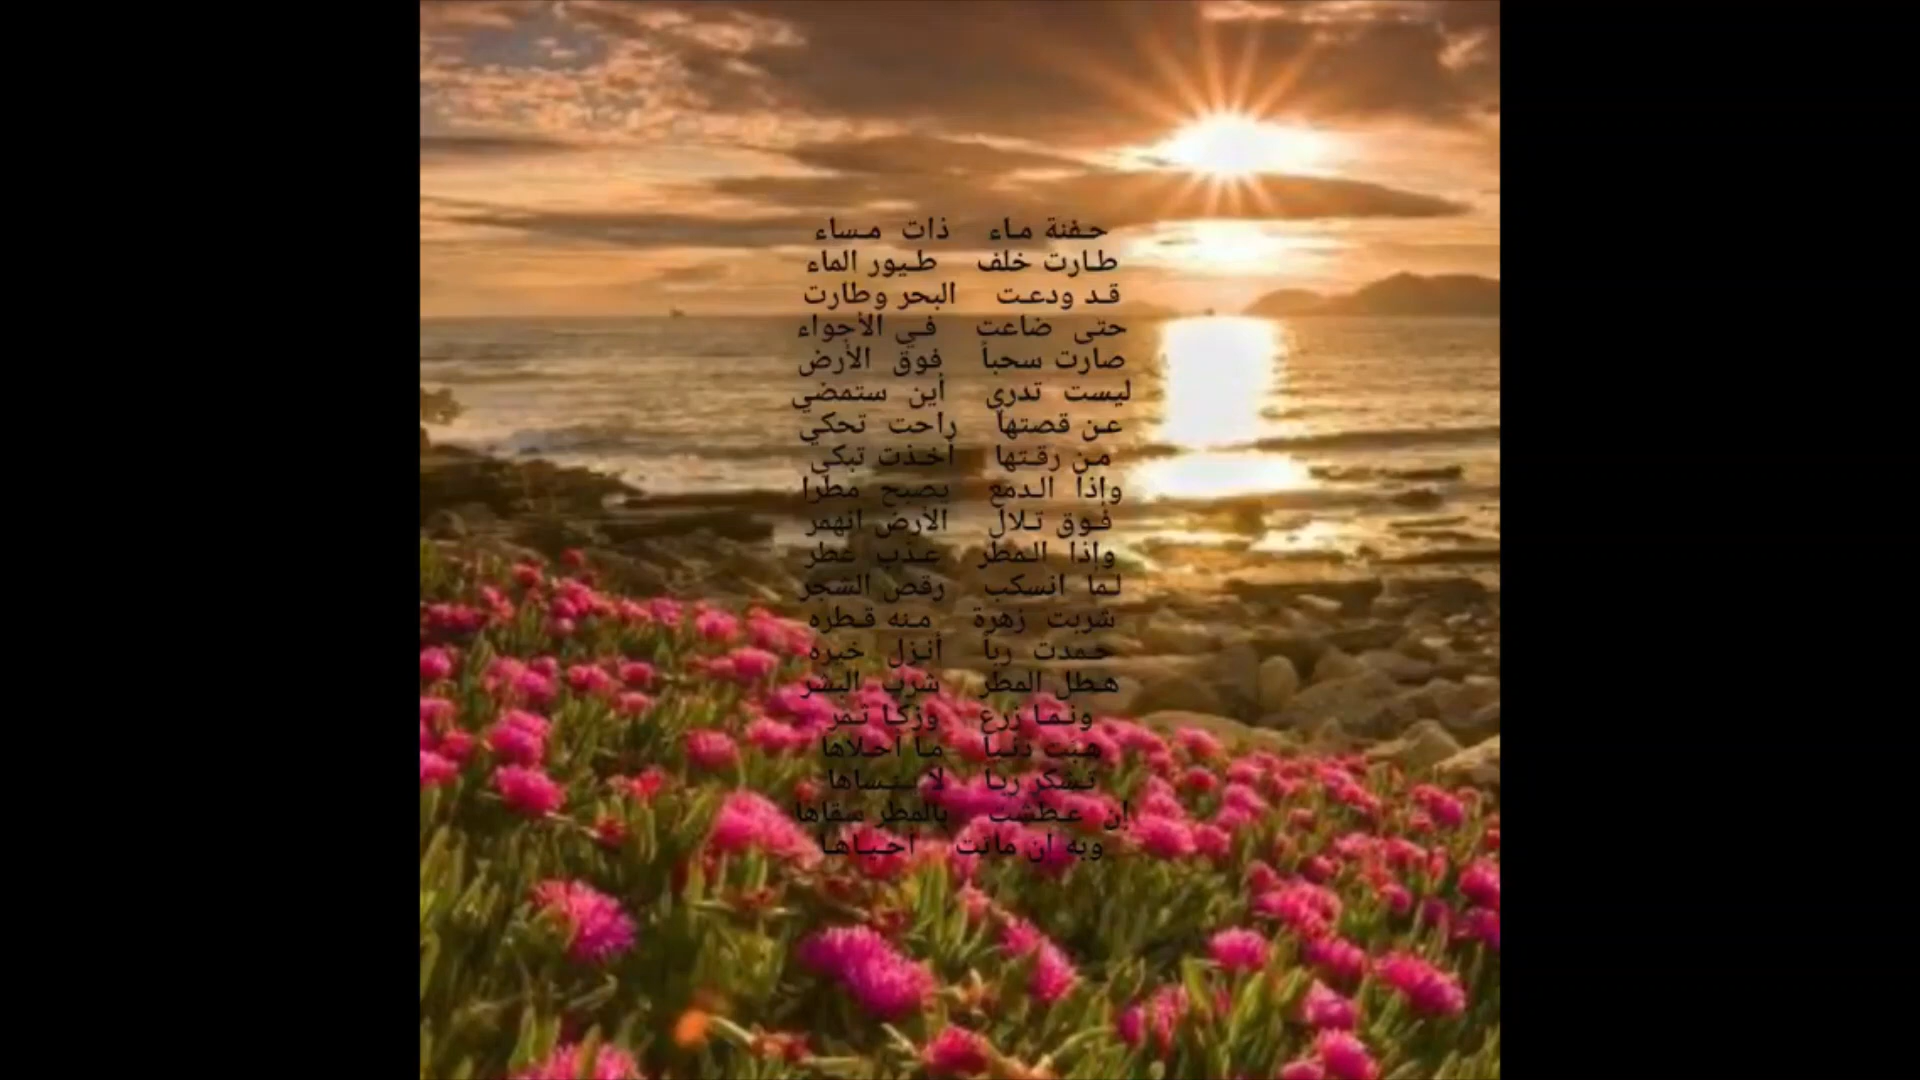 حفنة ماء ذات مساء
طارت خلف طيور الماء
قد ودعت البحر وطارت
حتى ضاعت في الأجواء
صارت سحباً فوق الأرض
ليست تدري أين ستمضي
عن قصتها راحت تحكي
من رقتها أخذت تبكي
وإذا الدمع يصبح مطرا
فوق تلال الأرض انهمر
وإذا المطر عذب عطر
لما انسكب رقص الشجر
شربت زهرة منه قطره
حمدت رباً أنزل خيره
هطل المطر شرب البشر
ونما زرع وزكا ثمر
هبت دنيا ما أحلاها
تشكر ربا لا ينساها
إن عطشت بالمطر سقاها
وبه إن ماتت أحياها